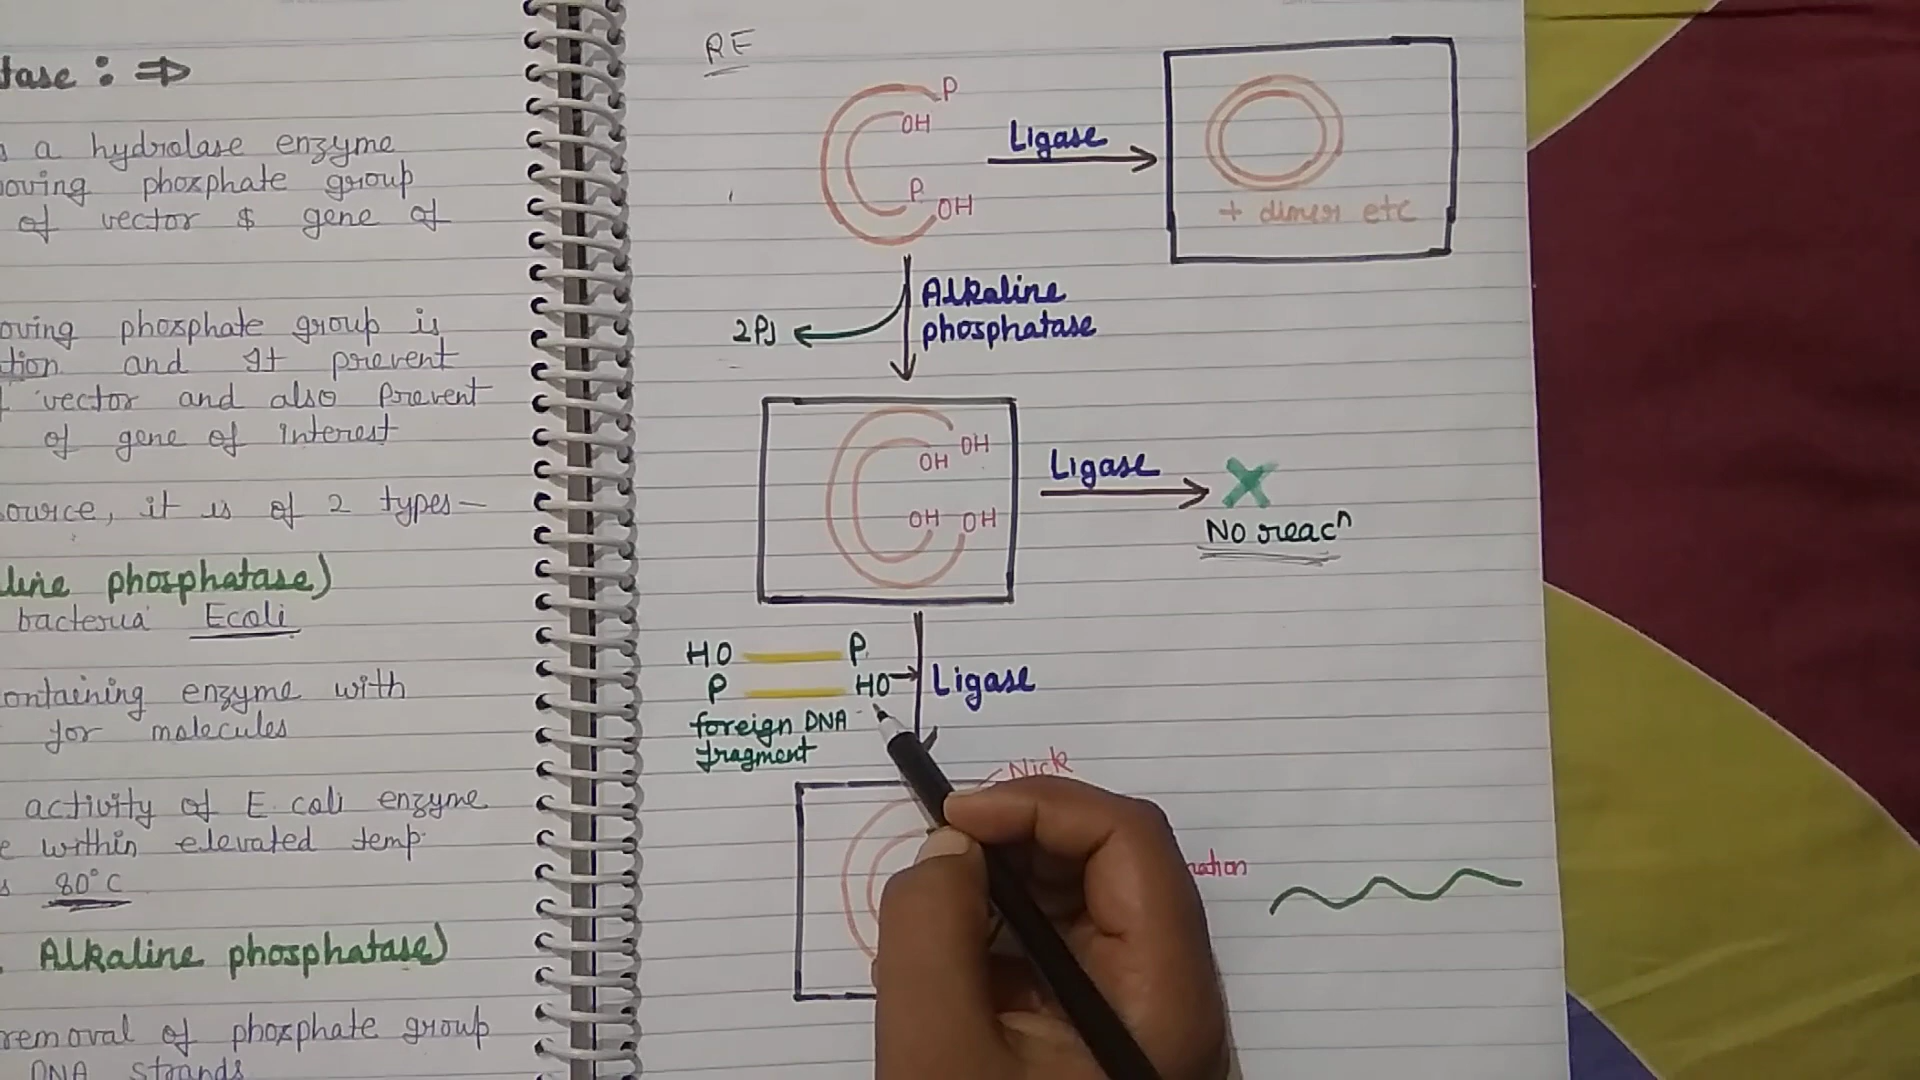 tase : ⇒
a hydrolase enzyme
oving phosphate group
of vector $ gene of
oving phosphate group is
tion and It prevent
vector and also prevent
of gene of interest
source, it is of 2 types—
line phosphatase)
bacteria Ecoli
ontaining enzyme with
for molecules
activity of E coli enzyme
within elevated temp.
80°C
Alkaline phosphatase)
removal of phosphate group
DNA strands
RE
P
OH
P
OH
Ligase
+ dimer etc
Alkaline
phosphatase
OH
OH
OH OH
Ligase
No reacⁿ
HO P
P HO
Ligase
foreign DNA
fragment
Nick
ation